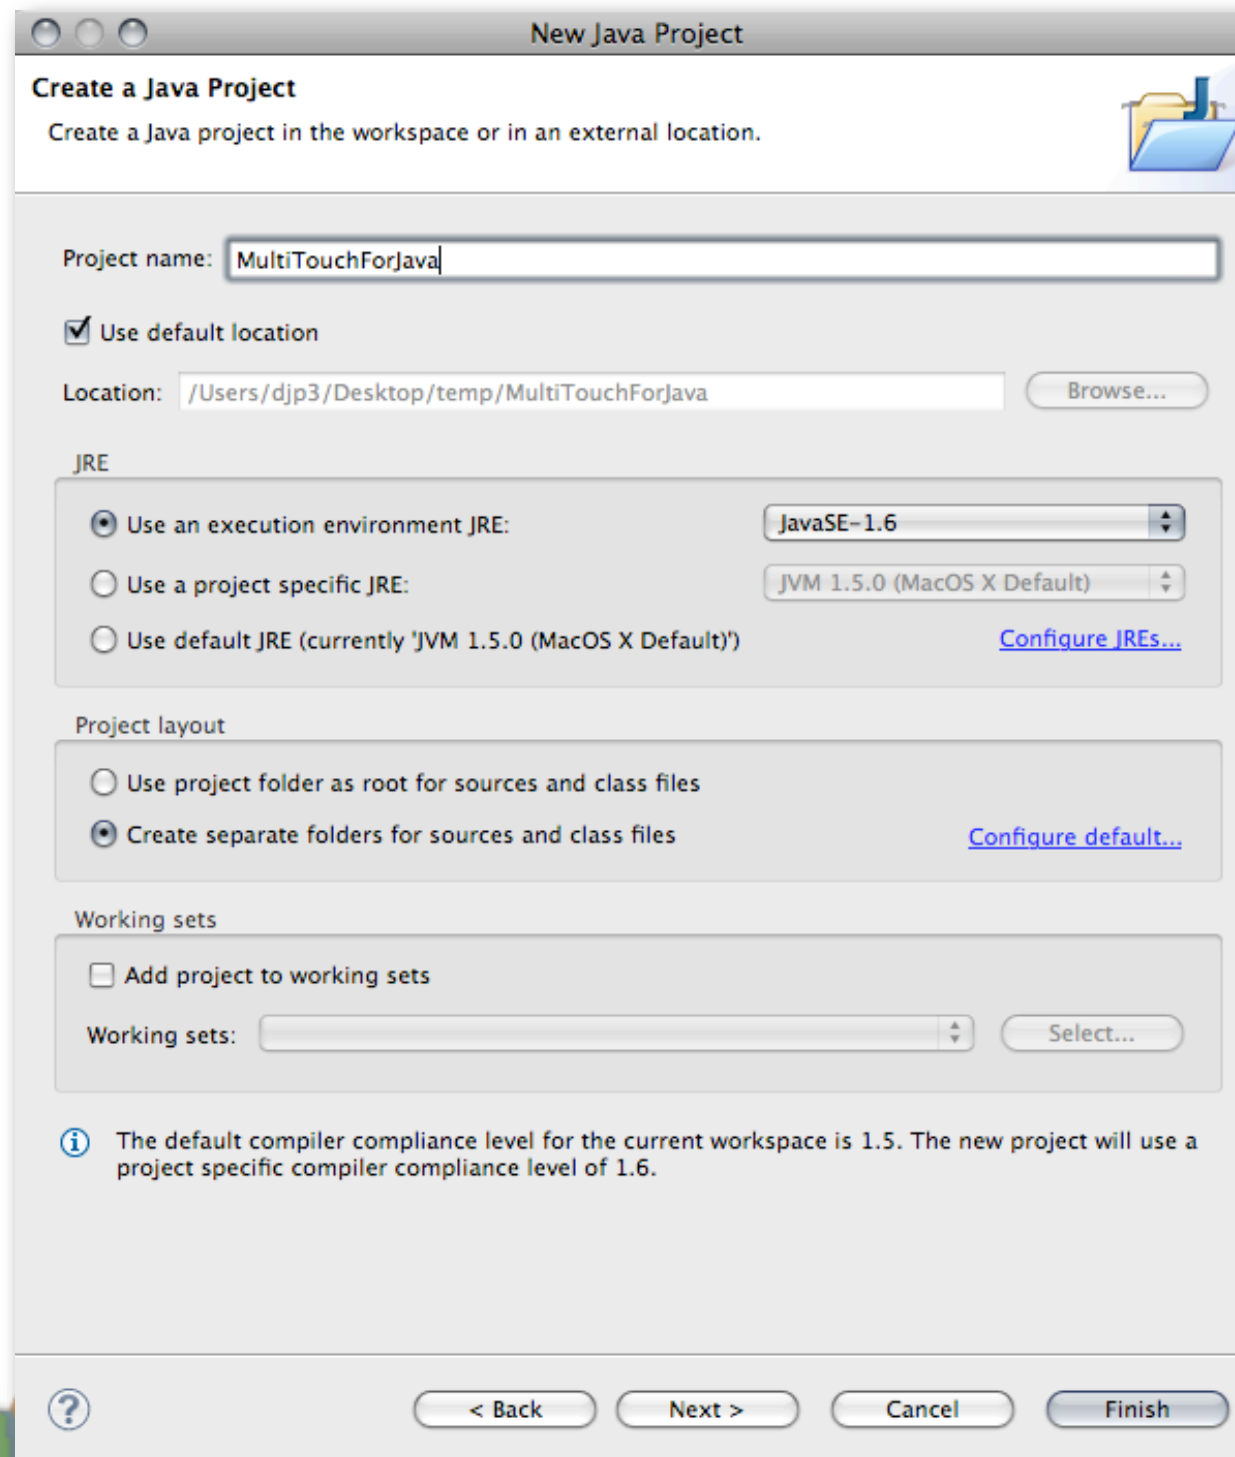 New Java Project
Create a Java Project
Create a Java project in the workspace or in an external location.
Project name: MultiTouchForJava
Use default location
Location: /Users/djp3/Desktop/temp/MultiTouchForJava Browse...
JRE
Use an execution environment JRE: JavaSE-1.6
Use a project specific JRE: JVM 1.5.0 (MacOS X Default)
Use default JRE (currently 'JVM 1.5.0 (MacOS X Default)') Configure JREs...
Project layout
Use project folder as root for sources and class files
Create separate folders for sources and class files Configure default...
Working sets
Add project to working sets
Working sets: Select...
The default compiler compliance level for the current workspace is 1.5. The new project will use a
project specific compiler compliance level of 1.6.
? < Back Next > Cancel Finish